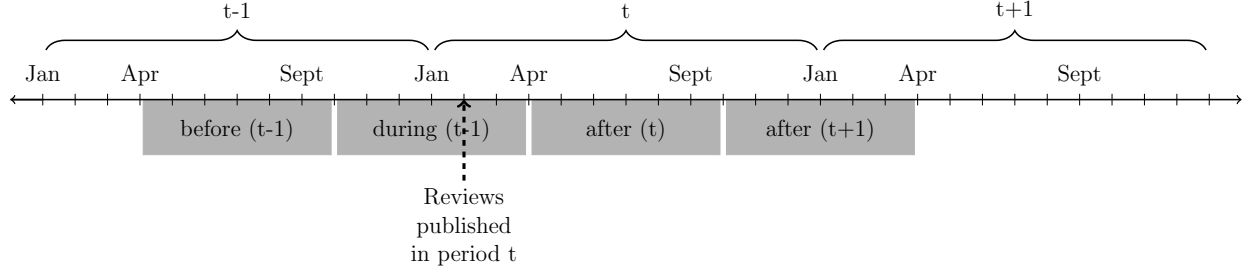 t-1 t t+1
Jan Apr Sept Jan Apr Sept Jan Apr Sept
before (t-1) during (t-1) after (t) after (t+1)
Reviews
published
in period t